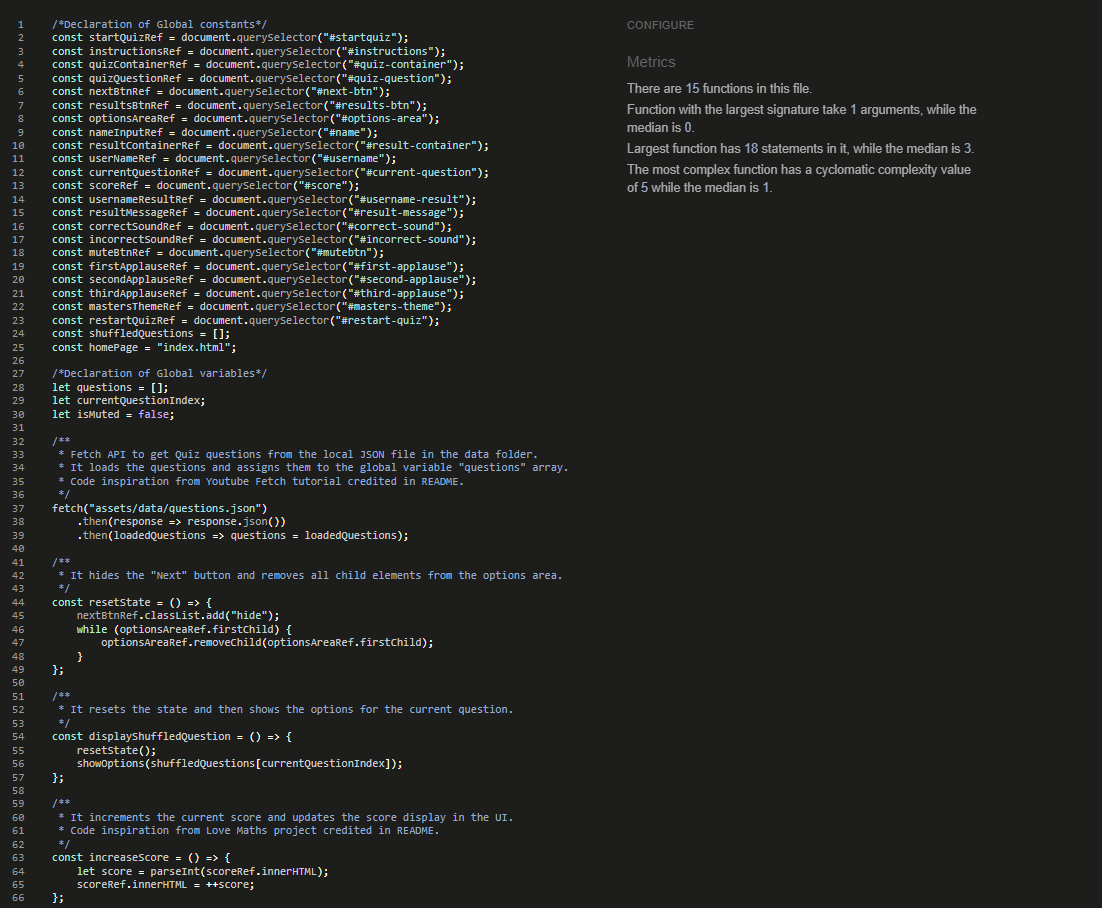 1 /*Declaration of Global constants*/
2 const startQuizRef = document.querySelector("#startquiz");
3 const instructionsRef = document.querySelector("#instructions");
4 const quizContainerRef = document.querySelector("#quiz-container");
5 const quizQuestionRef = document.querySelector("#quiz-question");
6 const nextBtnRef = document.querySelector("#next-btn");
7 const resultsBtnRef = document.querySelector("#results-btn");
8 const optionsAreaRef = document.querySelector("#options-area");
9 const nameInputRef = document.querySelector("#name");
10 const resultContainerRef = document.querySelector("#result-container");
11 const userNameRef = document.querySelector("#username");
12 const currentQuestionRef = document.querySelector("#current-question");
13 const scoreRef = document.querySelector("#score");
14 const usernameResultRef = document.querySelector("#username-result");
15 const resultMessageRef = document.querySelector("#result-message");
16 const correctSoundRef = document.querySelector("#correct-sound");
17 const incorrectSoundRef = document.querySelector("#incorrect-sound");
18 const muteBtnRef = document.querySelector("#mutebtn");
19 const firstApplauseRef = document.querySelector("#first-applause");
20 const secondApplauseRef = document.querySelector("#second-applause");
21 const thirdApplauseRef = document.querySelector("#third-applause");
22 const mastersThemeRef = document.querySelector("#masters-theme");
23 const restartQuizRef = document.querySelector("#restart-quiz");
24 const shuffledQuestions = [];
25 const homePage = "index.html";
26
27 /*Declaration of Global variables*/
28 let questions = [];
29 let currentQuestionIndex;
30 let isMuted = false;
31
32 /**
33 * Fetch API to get Quiz questions from the local JSON file in the data folder.
34 * It loads the questions and assigns them to the global variable "questions" array.
35 * Code inspiration from Youtube Fetch tutorial credited in README.
36 */
37 fetch("assets/data/questions.json")
38 .then(response => response.json())
39 .then(loadedQuestions => questions = loadedQuestions);
40
41 /**
42 * It hides the "Next" button and removes all child elements from the options area.
43 */
44 const resetState = () => {
45 nextBtnRef.classList.add("hide");
46 while (optionsAreaRef.firstChild) {
47 optionsAreaRef.removeChild(optionsAreaRef.firstChild);
48 }
49 };
50
51 /**
52 * It resets the state and then shows the options for the current question.
53 */
54 const displayShuffledQuestion = () => {
55 resetState();
56 showOptions(shuffledQuestions[currentQuestionIndex]);
57 };
58
59 /**
60 * It increments the current score and updates the score display in the UI.
61 * Code inspiration from Love Maths project credited in README.
62 */
63 const increaseScore = () => {
64 let score = parseInt(scoreRef.innerHTML);
65 scoreRef.innerHTML = ++score;
66 };
CONFIGURE
Metrics
There are 15 functions in this file.
Function with the largest signature take 1 arguments, while the
median is 0.
Largest function has 18 statements in it, while the median is 3.
The most complex function has a cyclomatic complexity value
of 5 while the median is 1.